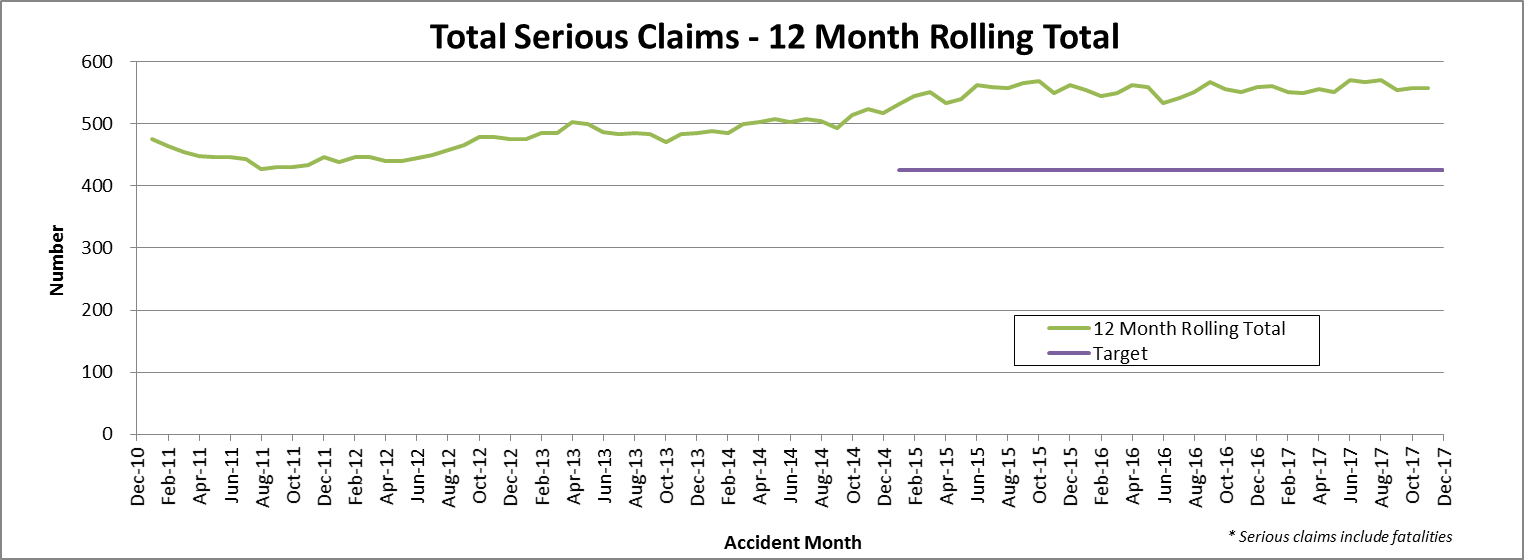 Total Serious Claims - 12 Month Rolling Total
600
500
400
300
200
100
0
Number
12 Month Rolling Total
Target
Dec-10
Feb-11
Apr-11
Jun-11
Aug-11
Oct-11
Dec-11
Feb-12
Apr-12
Jun-12
Aug-12
Oct-12
Dec-12
Feb-13
Apr-13
Jun-13
Aug-13
Oct-13
Dec-13
Feb-14
Apr-14
Jun-14
Aug-14
Oct-14
Dec-14
Feb-15
Apr-15
Jun-15
Aug-15
Oct-15
Dec-15
Feb-16
Apr-16
Jun-16
Aug-16
Oct-16
Dec-16
Feb-17
Apr-17
Jun-17
Aug-17
Oct-17
Dec-17
Accident Month
* Serious claims include fatalities